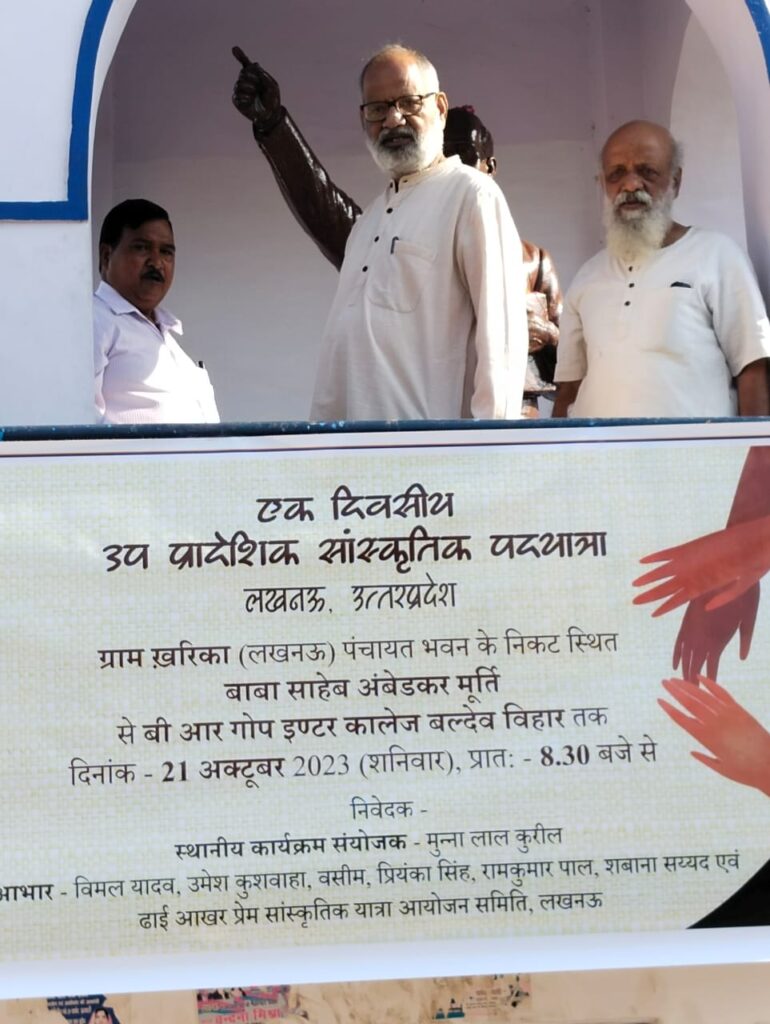 एक दिवसीय
उप प्रादेशिक सांस्कृतिक पदयात्रा
लखनऊ, उत्तरप्रदेश
ग्राम ख़रिका (लखनऊ) पंचायत भवन के निकट स्थित
बाबा साहेब अंबेडकर मूर्ति
से बी आर गोप इण्टर कालेज बल्देव विहार तक
दिनांक - 21 अक्टूबर 2023 (शनिवार), प्रात: - 8.30 बजे से
निवेदक -
स्थानीय कार्यक्रम संयोजक - मुन्ना लाल कुरील
आभार - विमल यादव, उमेश कुशवाहा, वसीम, प्रियंका सिंह, रामकुमार पाल, शबाना सय्यद एवं
ढाई आखर प्रेम सांस्कृतिक यात्रा आयोजन समिति, लखनऊ
वन्दना मिश्रा